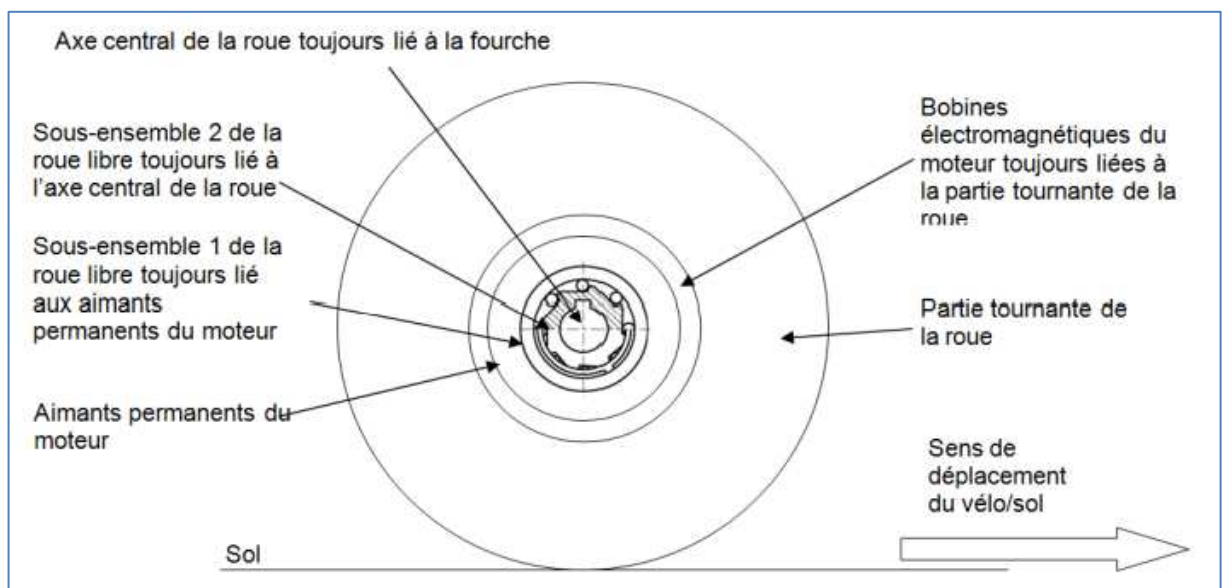 Axe central de la roue toujours lié à la fourche
Sous-ensemble 2 de la
roue libre toujours lié à
l'axe central de la roue
Sous-ensemble 1 de la
roue libre toujours lié
aux aimants
permanents du moteur
Aimants permanents du
moteur
Bobines
électromagnétiques du
moteur toujours liées à
la partie tournante de la
roue
Partie tournante de
la roue
Sens de
déplacement
du vélo/sol
Sol